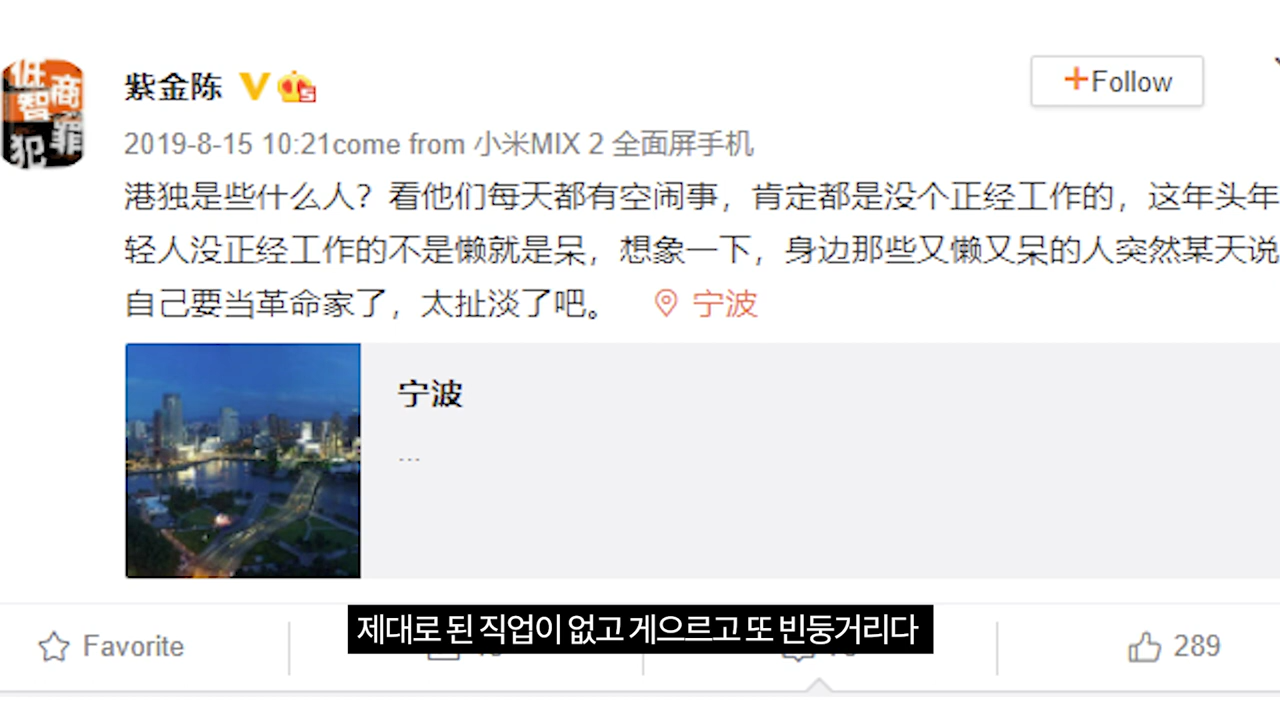 低商
智
犯罪
紫金陈
+Follow
2019-8-15 10:21come from 小米MIX 2 全面屏手机
港独是些什么人？看他们每天都有空闹事，肯定都是没个正经工作的，这年头年
轻人没正经工作的不是懒就是呆，想象一下，身边那些又懒又呆的人突然某天说
自己要当革命家了，太扯淡了吧。 宁波
宁波
...
제대로 된 직업이 없고 게으르고 또 빈둥거리다
Favorite
289